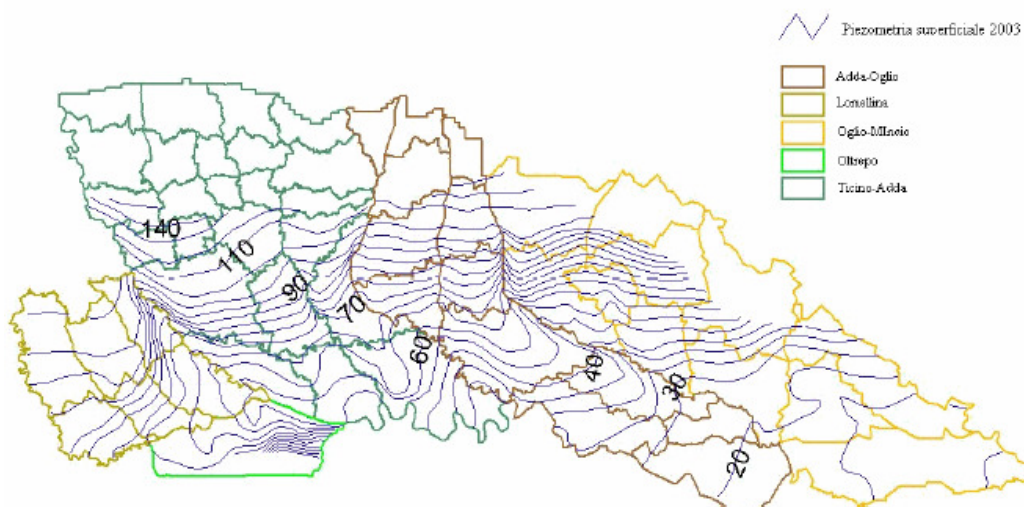 Piezometria superficiale 2003
Adda-Oglio
Lomellina
Oglio-MIncio
Oltrepo
Ticino-Adda
140
110
90
70
60
40
30
20